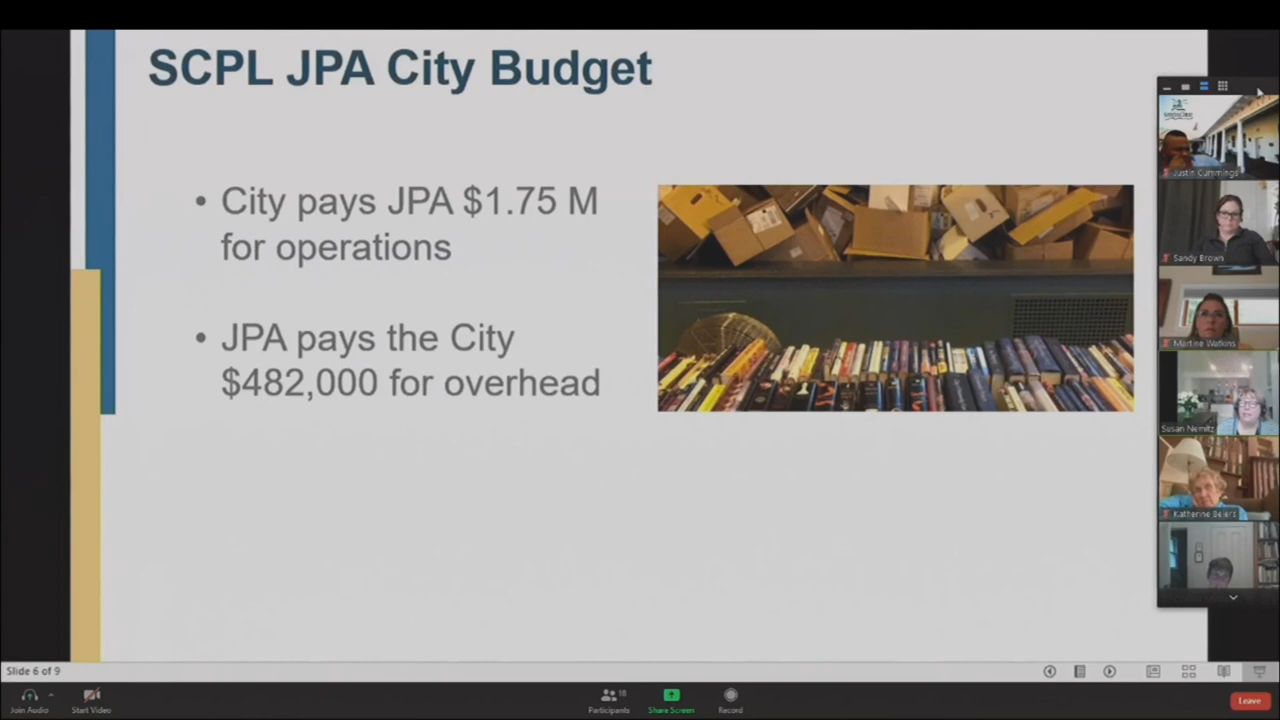 SCPL JPA City Budget
• City pays JPA $1.75 M
for operations
• JPA pays the City
$482,000 for overhead
Justin Cummings
Sandy Brown
Martine Watkins
Susan Nemitz
Katherine Beiers
Slide 6 of 9
Join Audio
Start Video
Participants
18
Share Screen
Record
Leave